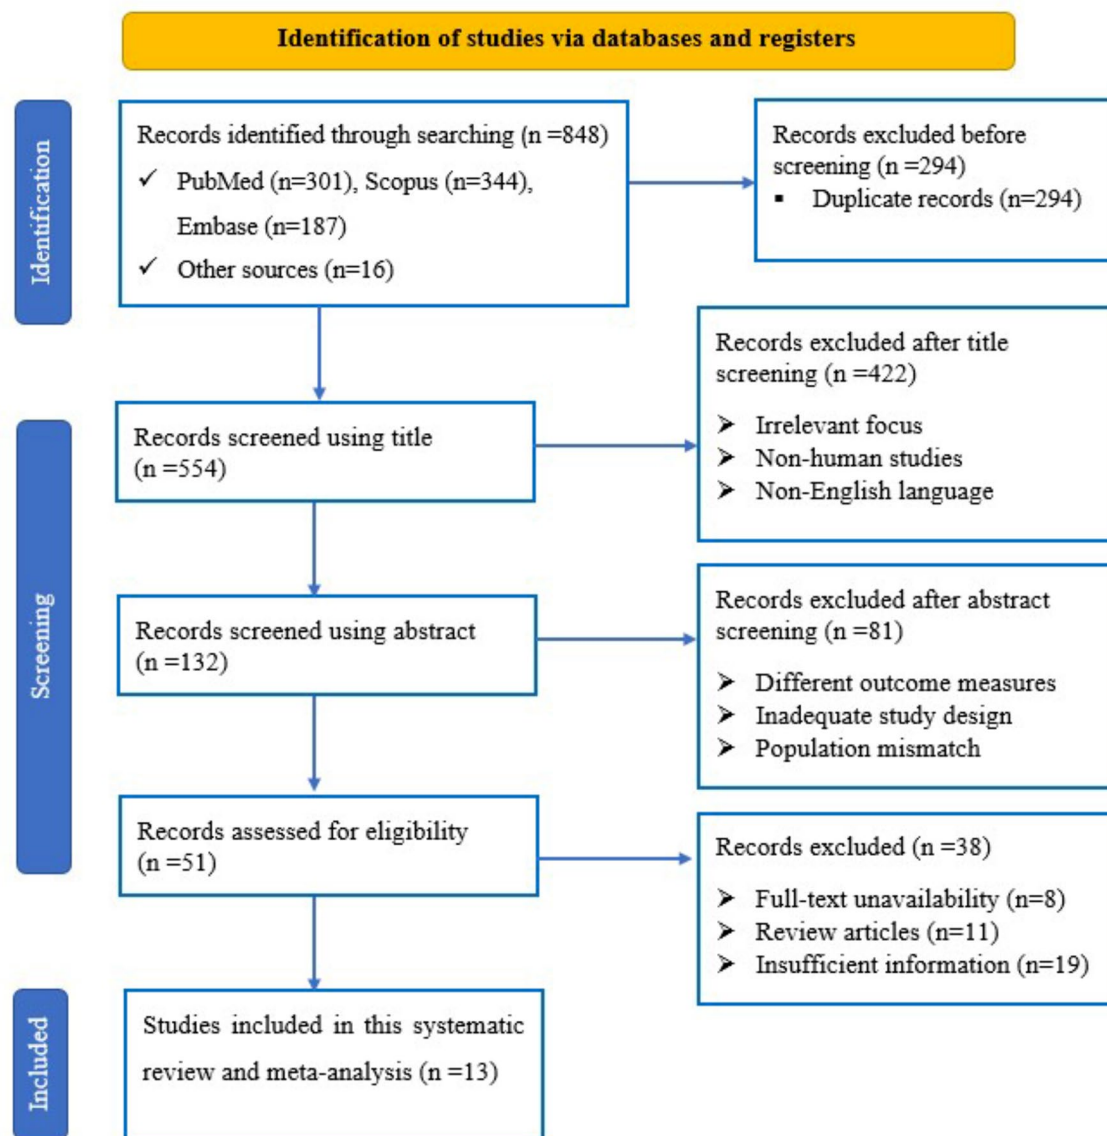 Identification of studies via databases and registers
Identification
Records identified through searching (n =848)
✓ PubMed (n=301), Scopus (n=344),
Embase (n=187)
✓ Other sources (n=16)
Records excluded before
screening (n =294)
▪ Duplicate records (n=294)
Screening
Records screened using title
(n =554)
Records excluded after title
screening (n =422)
➢ Irrelevant focus
➢ Non-human studies
➢ Non-English language
Records screened using abstract
(n =132)
Records excluded after abstract
screening (n =81)
➢ Different outcome measures
➢ Inadequate study design
➢ Population mismatch
Records assessed for eligibility
(n =51)
Records excluded (n =38)
➢ Full-text unavailability (n=8)
➢ Review articles (n=11)
➢ Insufficient information (n=19)
Included
Studies included in this systematic
review and meta-analysis (n =13)